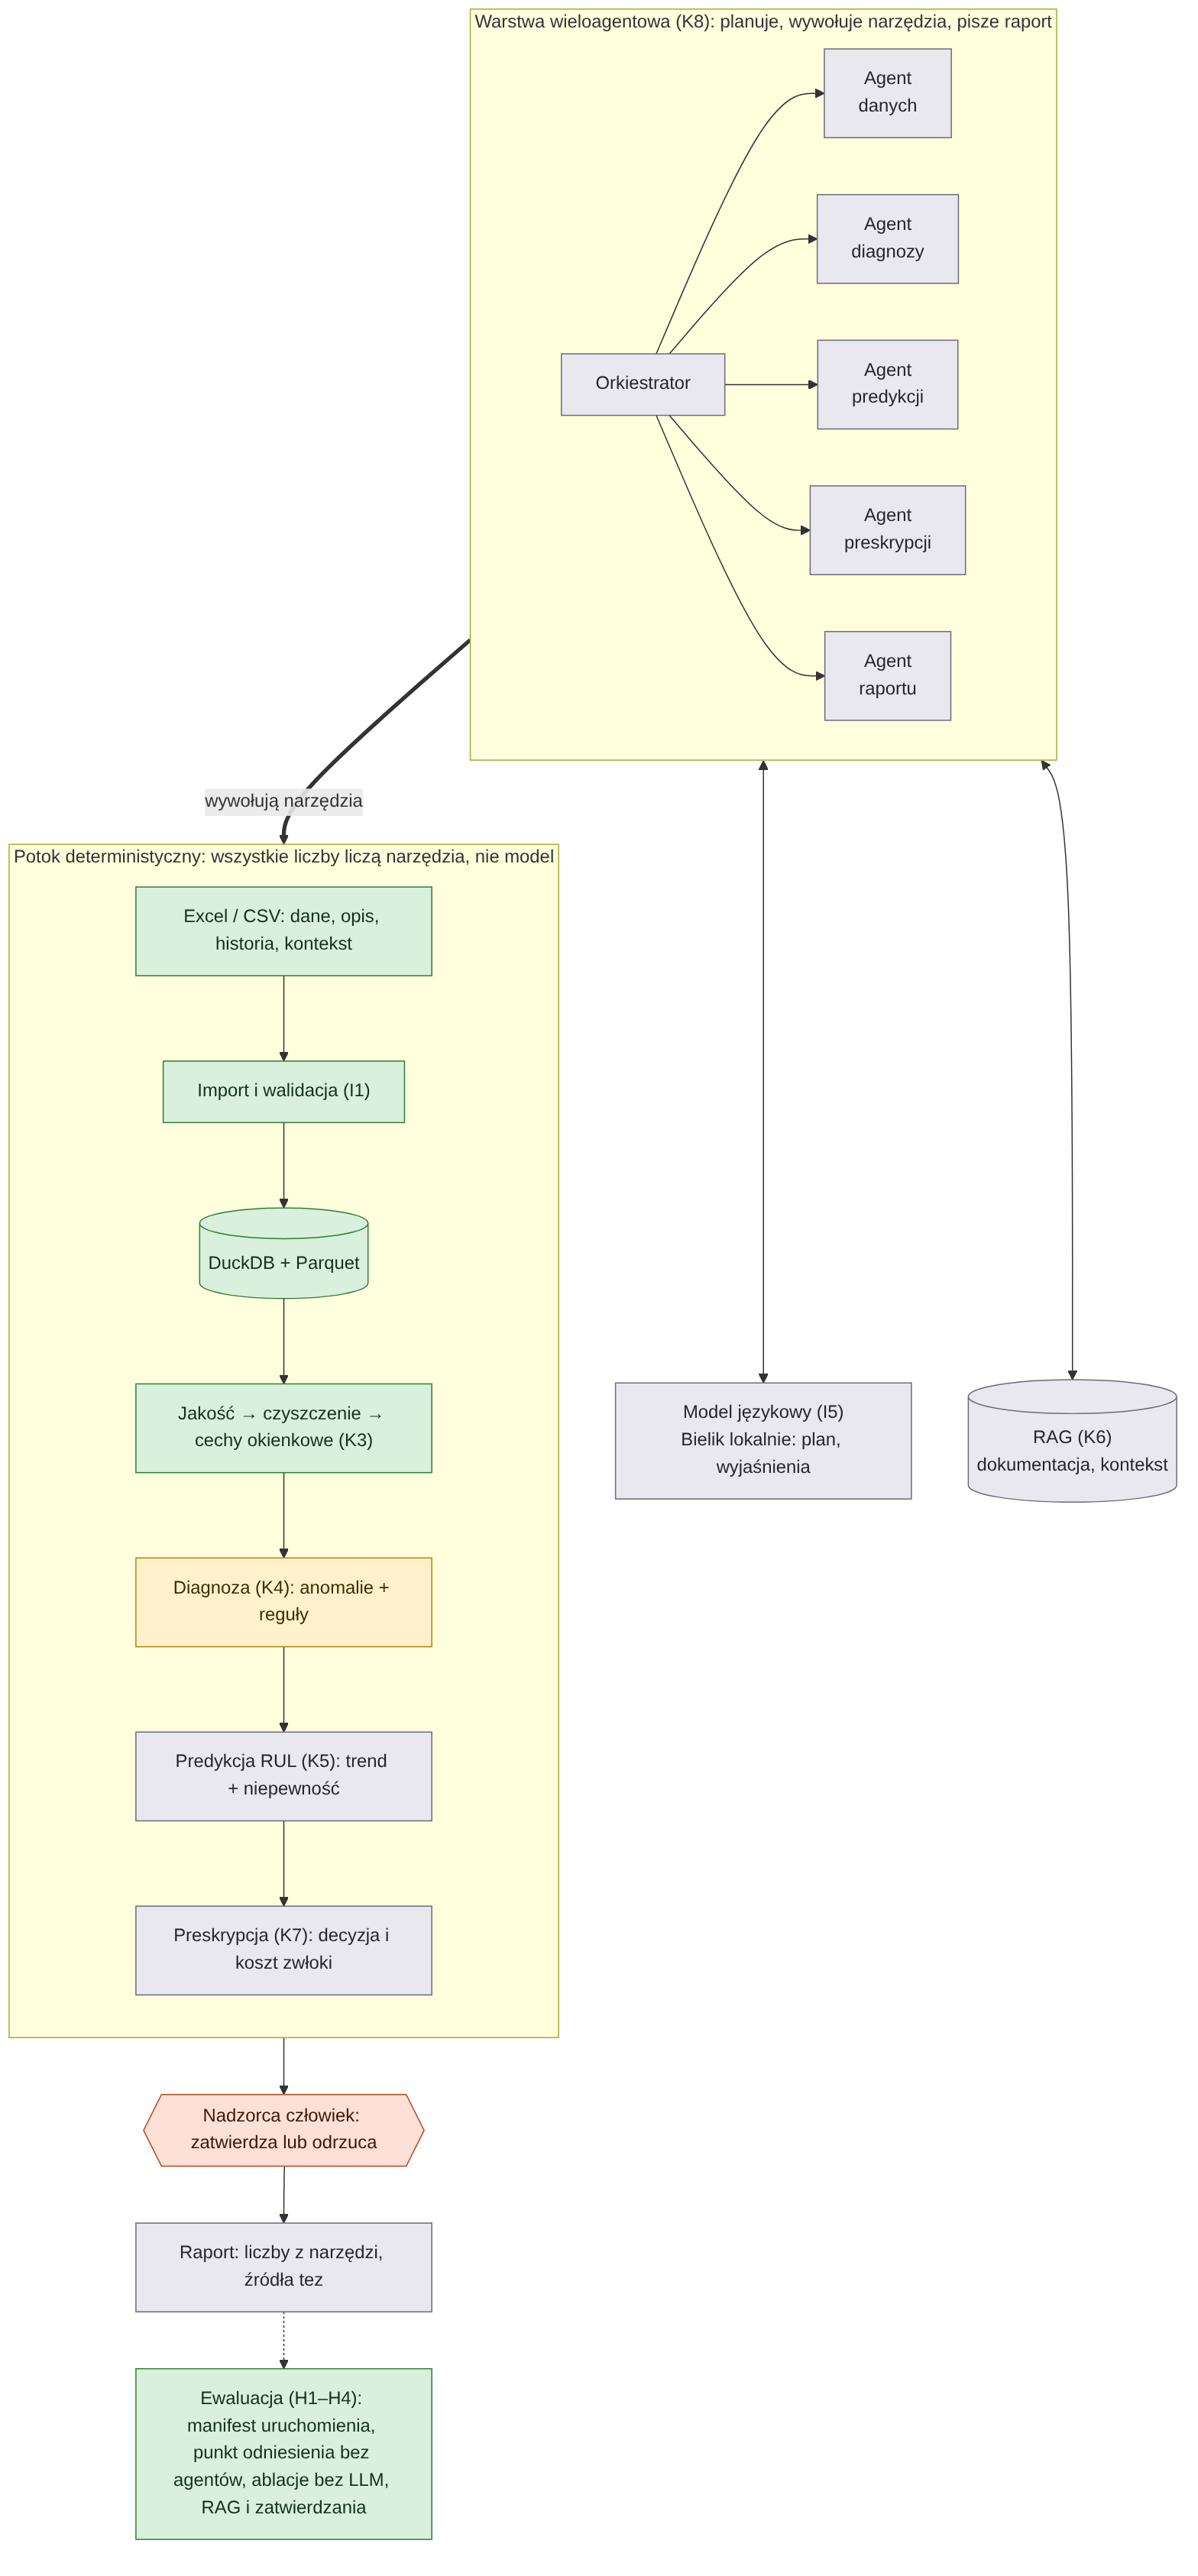 Warstwa wieloagentowa (K8): planuje, wywołuje narzędzia, pisze raport
Agent
danych
Agent
diagnozy
Orkiestrator
Agent
predykcji
Agent
preskrypcji
Agent
raportu
wywołują narzędzia
Potok deterministyczny: wszystkie liczby liczą narzędzia, nie model
Excel / CSV: dane, opis,
historia, kontekst
Import i walidacja (I1)
DuckDB + Parquet
Jakość → czyszczenie →
cechy okienkowe (K3)
Model językowy (I5)
Bielik lokalnie: plan,
wyjaśnienia
RAG (K6)
dokumentacja, kontekst
Diagnoza (K4): anomalie +
reguły
Predykcja RUL (K5): trend
+ niepewność
Preskrypcja (K7): decyzja i
koszt zwłoki
Nadzorca człowiek:
zatwierdza lub odrzuca
Raport: liczby z narzędzi,
źródła tez
Ewaluacja (H1–H4):
manifest uruchomienia,
punkt odniesienia bez
agentów, ablacje bez LLM,
RAG i zatwierdzania